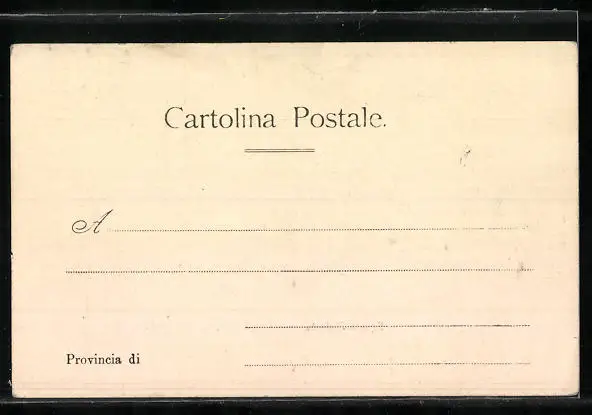 Cartolina Postale.
A
Provincia di